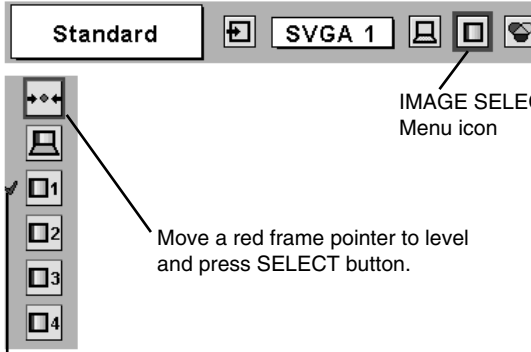 Standard
SVGA 1
IMAGE SELEC
Menu icon
1
Move a red frame pointer to level
2
and press SELECT button.
3
4